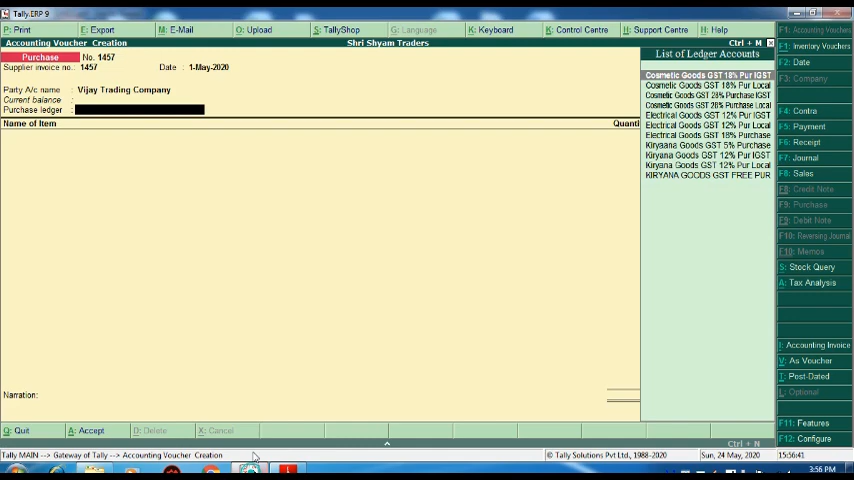 Tally.ERP 9
P: Print
E: Export
M: E-Mail
O: Upload
S: TallyShop
G: Language
K: Keyboard
K: Control Centre
H: Support Centre
H: Help
Accounting Voucher Creation
Shri Shyam Traders
Ctrl + M
Purchase
No. 1457
Supplier invoice no.: 1457
Date : 1-May-2020
Party A/c name : Vijay Trading Company
Current balance :
Purchase ledger :
Name of Item
Quanti
List of Ledger Accounts
Cosmetic Goods GST 18% Pur IGST
Cosmetic Goods GST 18% Pur Local
Cosmetic Goods GST 28% Purchase IGST
Cosmetic Goods GST 28% Purchase Local
Electrical Goods GST 12% Pur IGST
Electrical Goods GST 12% Pur Local
Electrical Goods GST 18% Purchase
Kiryaana Goods GST 5% Purchase
Kiryana Goods GST 12% Pur IGST
Kiryana Goods GST 12% Pur Local
KIRYANA GOODS GST FREE PUR
F1: Accounting Vouchers
F1: Inventory Vouchers
F2: Date
F3: Company
F4: Contra
F5: Payment
F6: Receipt
F7: Journal
F8: Sales
F8: Credit Note
F9: Purchase
F9: Debit Note
F10: Reversing Journal
F10: Memos
S: Stock Query
A: Tax Analysis
I: Accounting Invoice
V: As Voucher
T: Post-Dated
L: Optional
F11: Features
F12: Configure
Narration:
Q: Quit
A: Accept
D: Delete
X: Cancel
Ctrl + N
Tally MAIN --> Gateway of Tally --> Accounting Voucher Creation
© Tally Solutions Pvt Ltd., 1988-2020
Sun, 24 May, 2020
15:56:41
3:56 PM